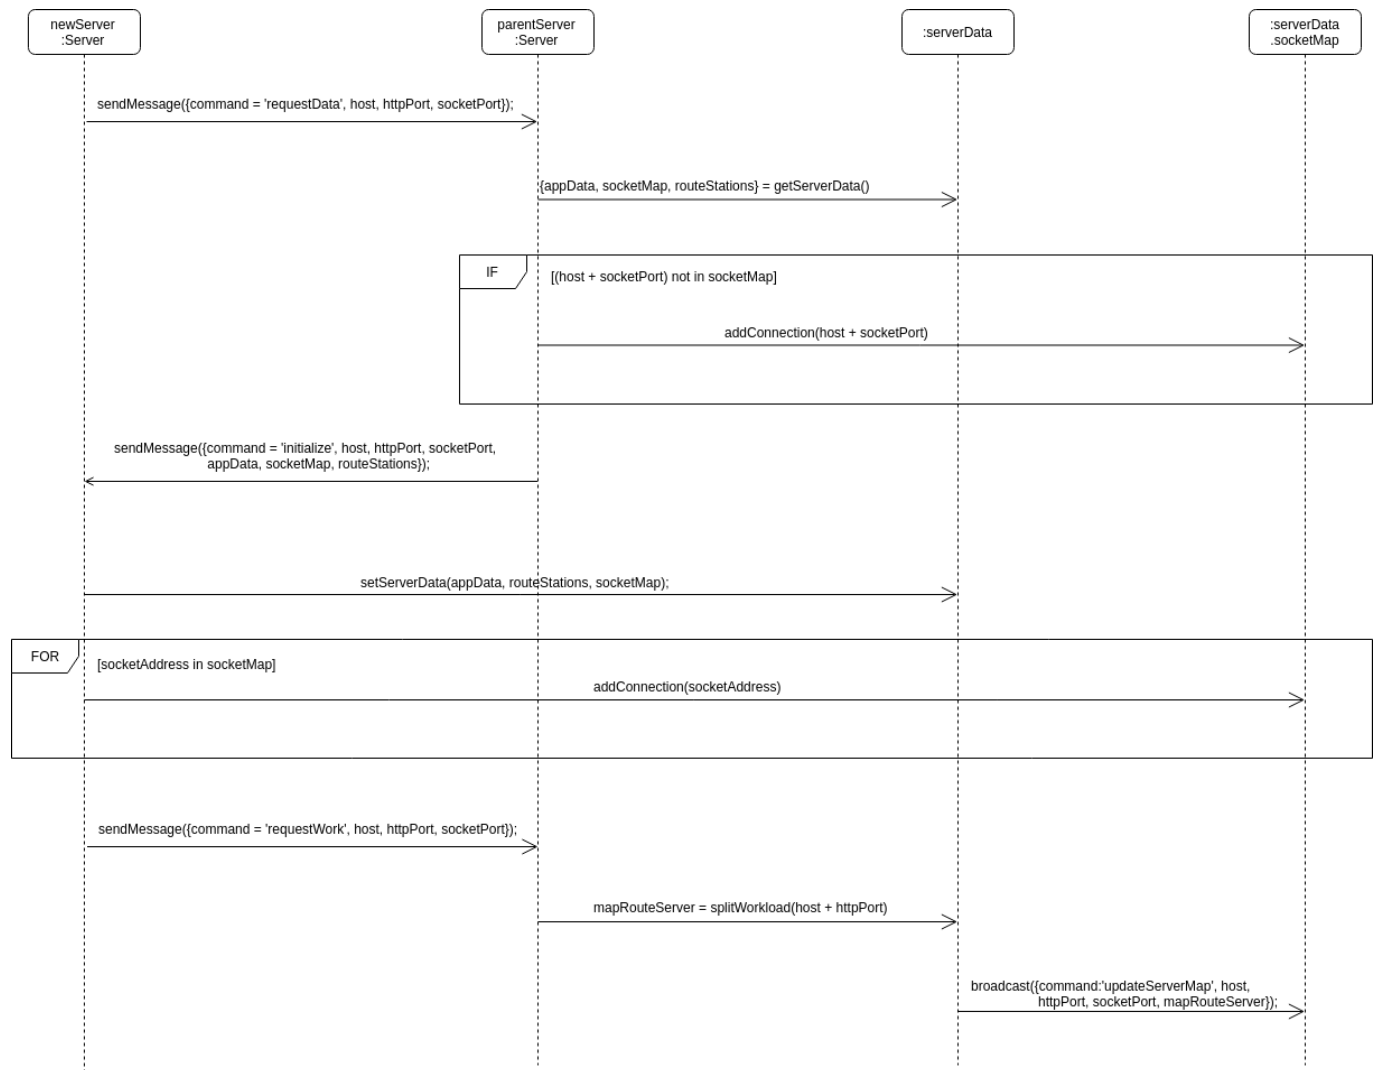 newServer
:Server
parentServer
:Server
:serverData
:serverData
.socketMap
sendMessage({command = 'requestData', host, httpPort, socketPort});
{appData, socketMap, routeStations} = getServerData()
IF
[(host + socketPort) not in socketMap]
addConnection(host + socketPort)
sendMessage({command = 'initialize', host, httpPort, socketPort,
appData, socketMap, routeStations});
setServerData(appData, routeStations, socketMap);
FOR
[socketAddress in socketMap]
addConnection(socketAddress)
sendMessage({command = 'requestWork', host, httpPort, socketPort});
mapRouteServer = splitWorkload(host + httpPort)
broadcast({command:'updateServerMap', host,
httpPort, socketPort, mapRouteServer});